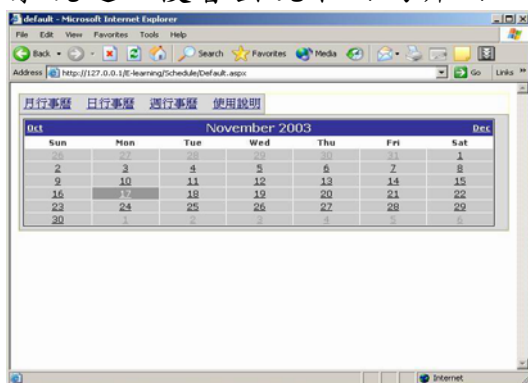 default - Microsoft Internet Explorer
File Edit View Favorites Tools Help
Back Search Favorites Media
Address http://127.0.0.1/E-learning/Schedule/Default.aspx Go Links »
月行事曆 日行事曆 週行事曆 使用說明
Oct November 2003 Dec
Sun Mon Tue Wed Thu Fri Sat
26 27 28 29 30 31 1
2 3 4 5 6 7 8
9 10 11 12 13 14 15
16 17 18 19 20 21 22
23 24 25 26 27 28 29
30 1 2 3 4 5 6
Internet